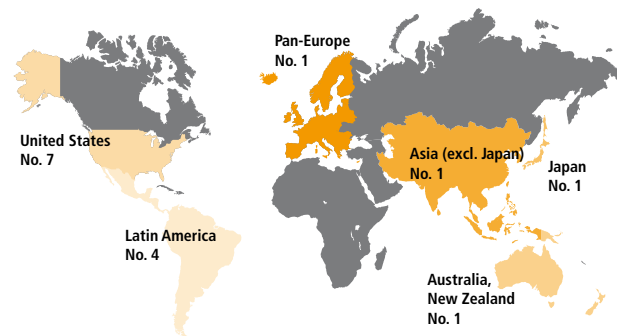 Pan-Europe
No. 1
United States
No. 7
Asia (excl. Japan)
No. 1
Japan
No. 1
Latin America
No. 4
Australia,
New Zealand
No. 1